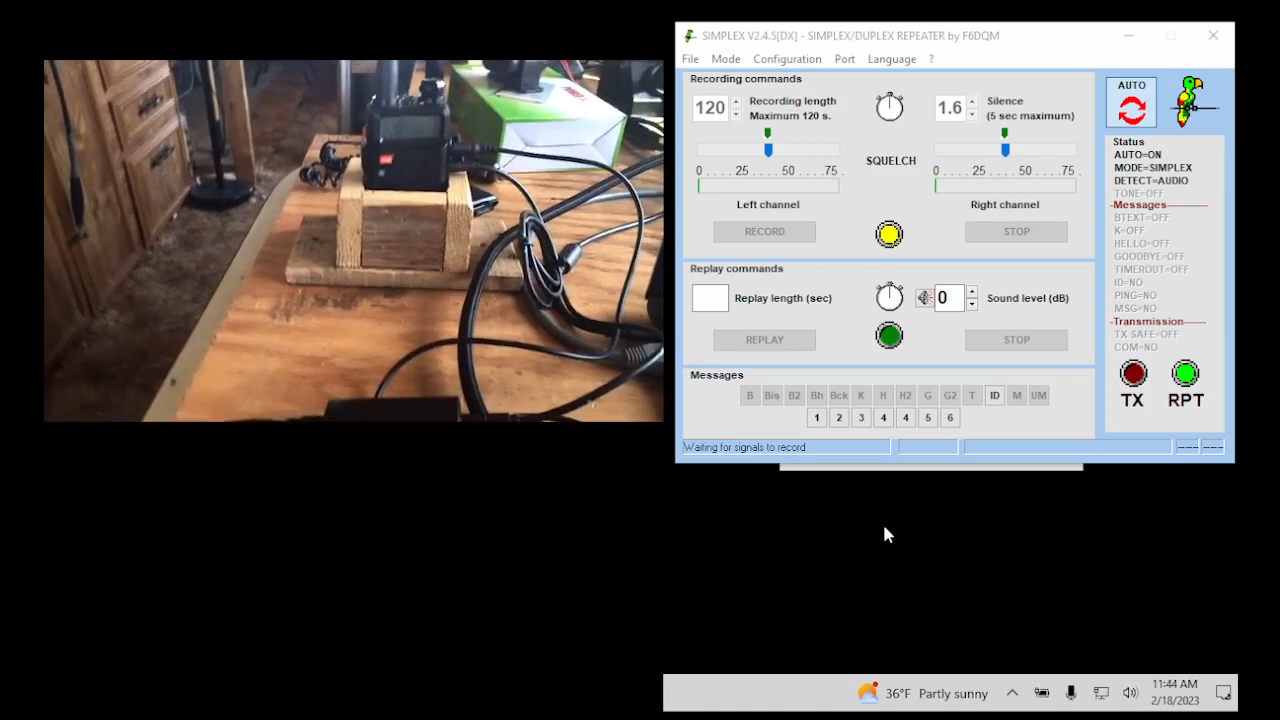 SIMPLEX V2.4.5[DX] - SIMPLEX/DUPLEX REPEATER by F6DQM
File Mode Configuration Port Language ?
Recording commands
120 Recording length
Maximum 120 s.
1.6 Silence
(5 sec maximum)
SQUELCH
0 . . . . 25 . . . . 50 . . . . 75 .
0 . . . . 25 . . . . 50 . . . . 75 .
Left channel
Right channel
RECORD
STOP
Replay commands
Replay length (sec)
0 Sound level (dB)
REPLAY
STOP
Messages
B Bis B2 Bh Bck K H H2 G G2 T ID M UM
1 2 3 4 4 5 6
Waiting for signals to record
AUTO
Status
AUTO=ON
MODE=SIMPLEX
DETECT=AUDIO
TONE=OFF
-Messages------------
BTEXT=OFF
K=OFF
HELLO=OFF
GOODBYE=OFF
TIMEROUT=OFF
ID=NO
PING=NO
MSG=NO
-Transmission------
TX SAFE=OFF
COM=NO
TX RPT
36°F Partly sunny
11:44 AM
2/18/2023